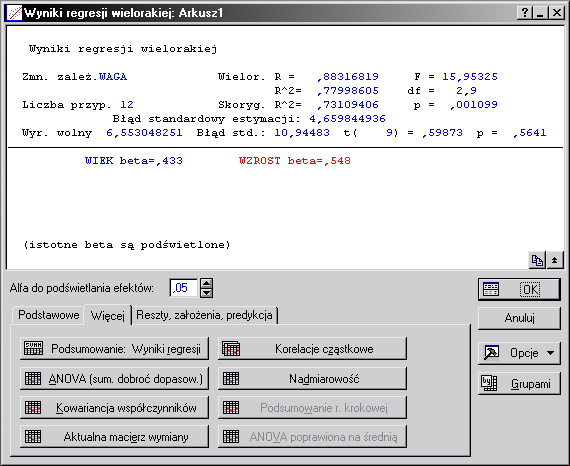 Wyniki regresji wielorakiej: Arkusz1
Wyniki regresji wielorakiej
Zmn. zależ.WAGA Wielor. R = ,88316819 F = 15,95325
R^2= ,77998605 df = 2,9
Liczba przyp. 12 Skoryg. R^2= ,73109406 p = ,001099
Błąd standardowy estymacji: 4,659844936
Wyr. wolny 6,553048251 Błąd std.: 10,94483 t( 9) = ,59873 p = ,5641
WIEK beta=,433 WZROST beta=,548
(istotne beta są podświetlone)
Alfa do podświetlania efektów: ,05
OK
Podstawowe Więcej Reszty, założenia, predykcja
Anuluj
Podsumowanie: Wyniki regresji Korelacje cząstkowe
Opcje
ANOVA (sum. dobroć dopasow.) Nadmiarowość
Grupami
Kowariancja współczynników Podsumowanie r. krokowej
Aktualna macierz wymiany ANOVA poprawiona na średnią